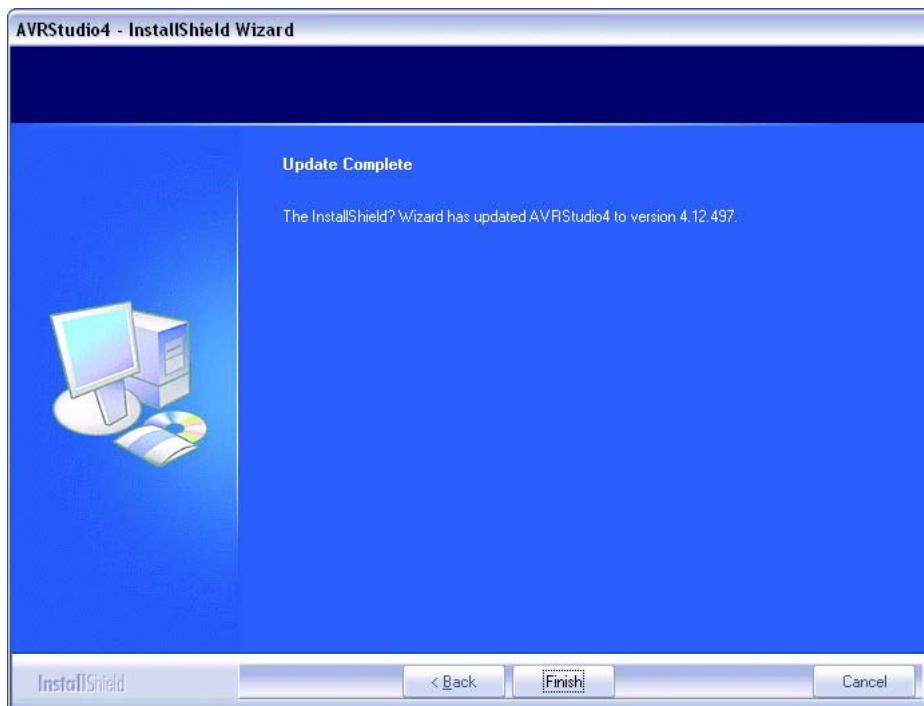 AVRStudio4 - InstallShield Wizard
Update Complete
The InstallShield? Wizard has updated AVRStudio4 to version 4.12.497.
InstallShield
< Back
Finish
Cancel